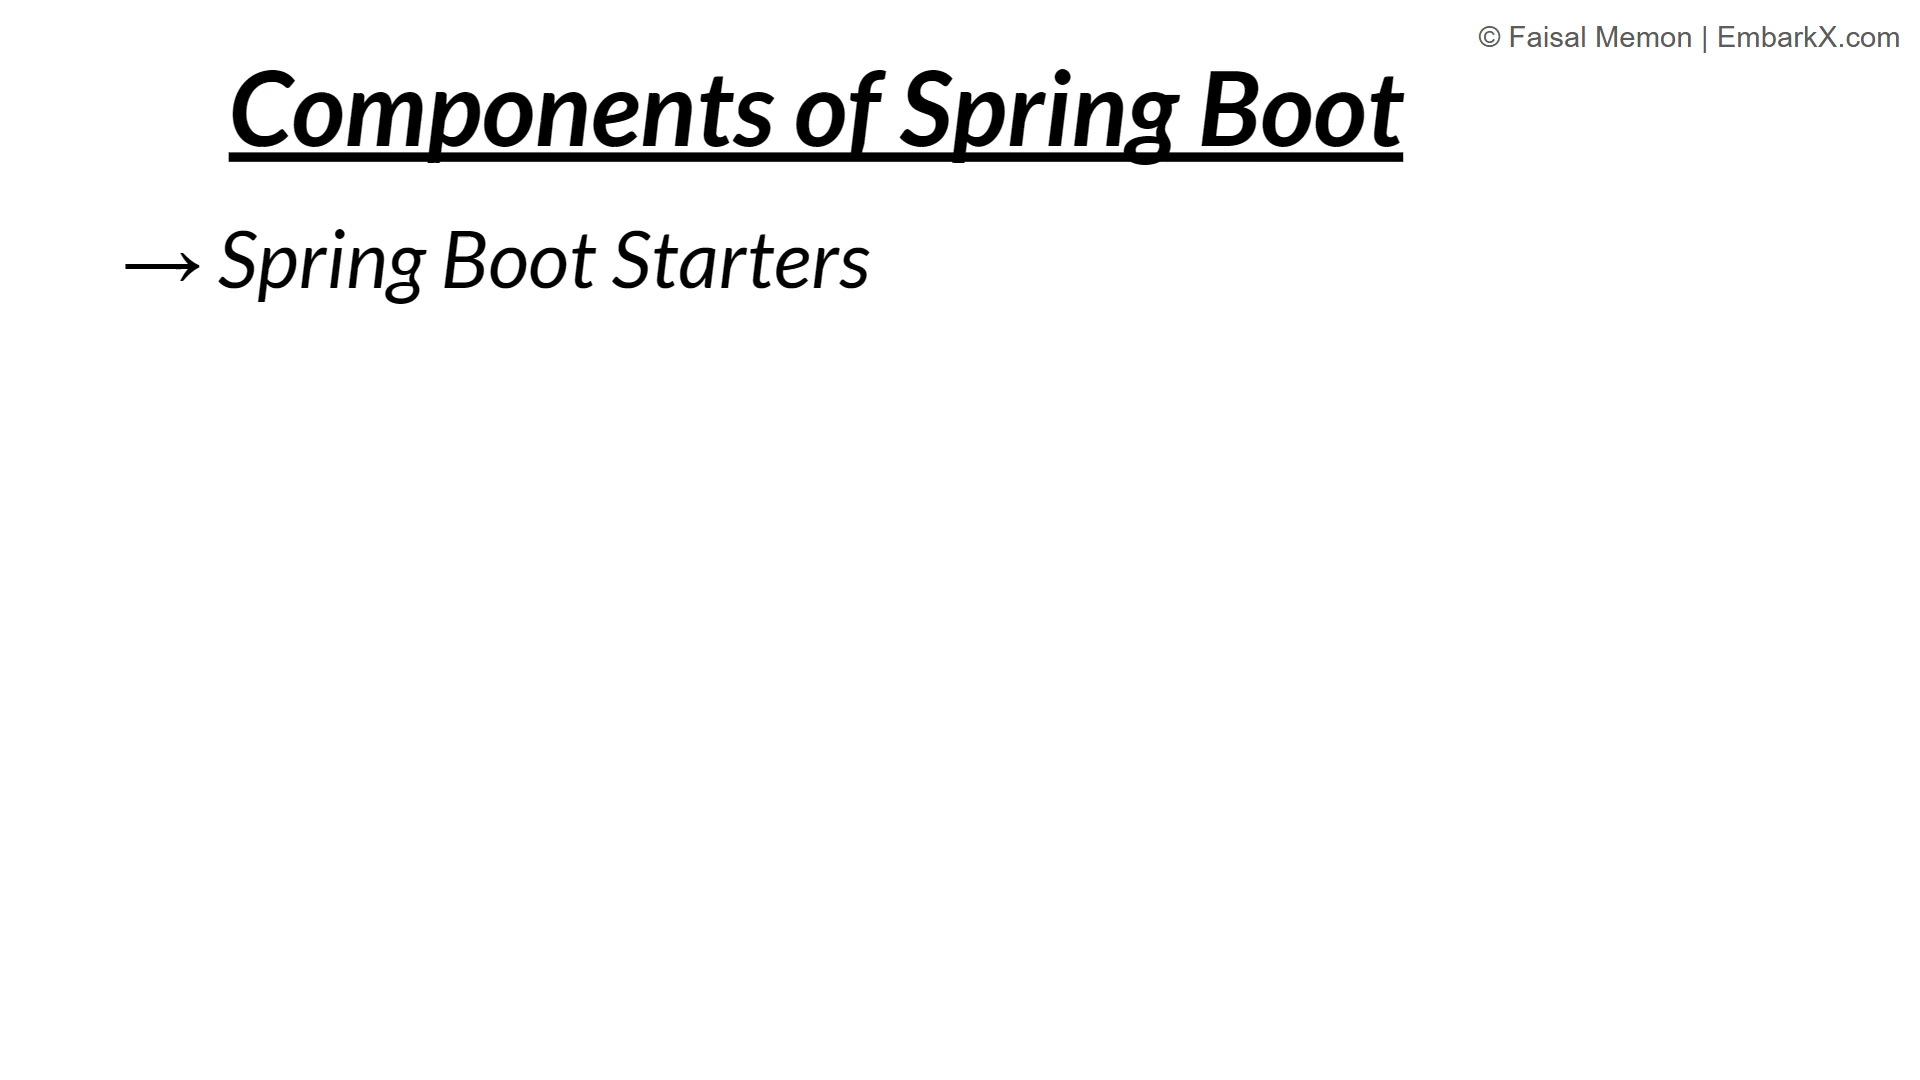 © Faisal Memon | EmbarkX.com
Components of Spring Boot
→ Spring Boot Starters